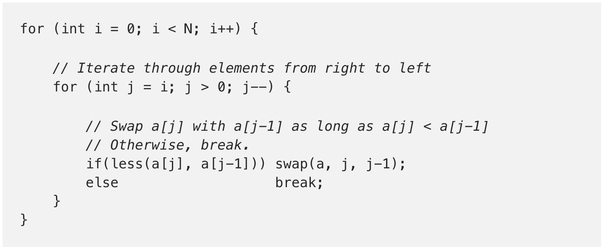 for (int i = 0; i < N; i++) {
// Iterate through elements from right to left
for (int j = i; j > 0; j--) {
// Swap a[j] with a[j-1] as long as a[j] < a[j-1]
// Otherwise, break.
if(less(a[j], a[j-1])) swap(a, j, j-1);
else break;
}
}